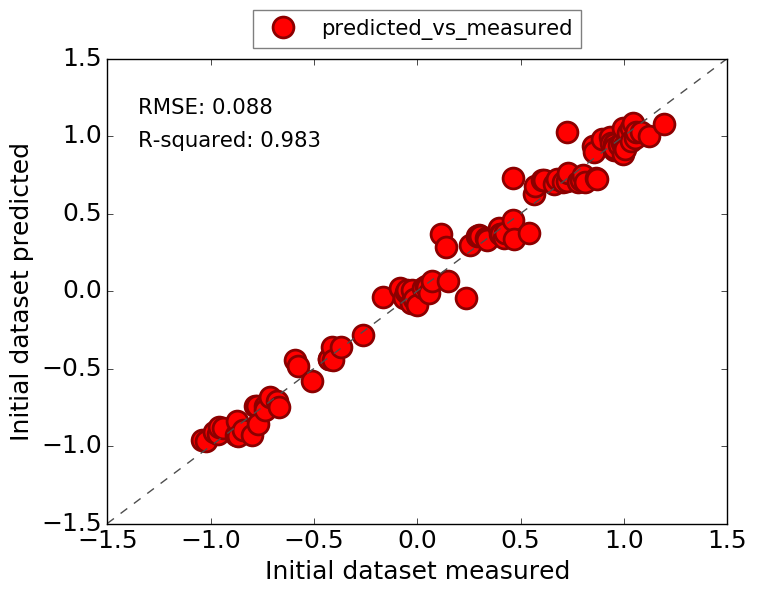 predicted_vs_measured
RMSE: 0.088
R-squared: 0.983
Initial dataset predicted
1.5
1.0
0.5
0.0
−0.5
−1.0
−1.5
−1.5 −1.0 −0.5 0.0 0.5 1.0 1.5
Initial dataset measured